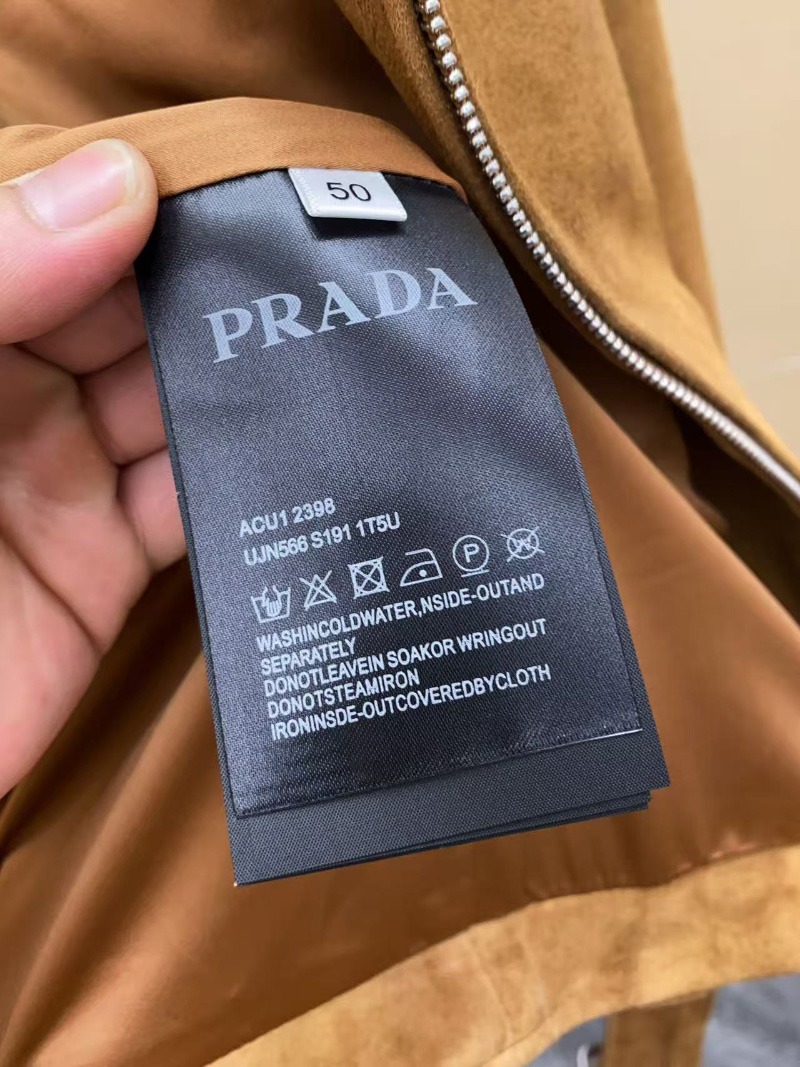 50
PRADA
ACU1 2398
UJN566 S191 1T5U
P
W
WASHINCOLDWATER,NSIDE-OUTAND
SEPARATELY
DONOTLEAVEIN SOAKOR WRINGOUT
DONOTSTEAMIRON
IRONINSDE-OUTCOVEREDBYCLOTH